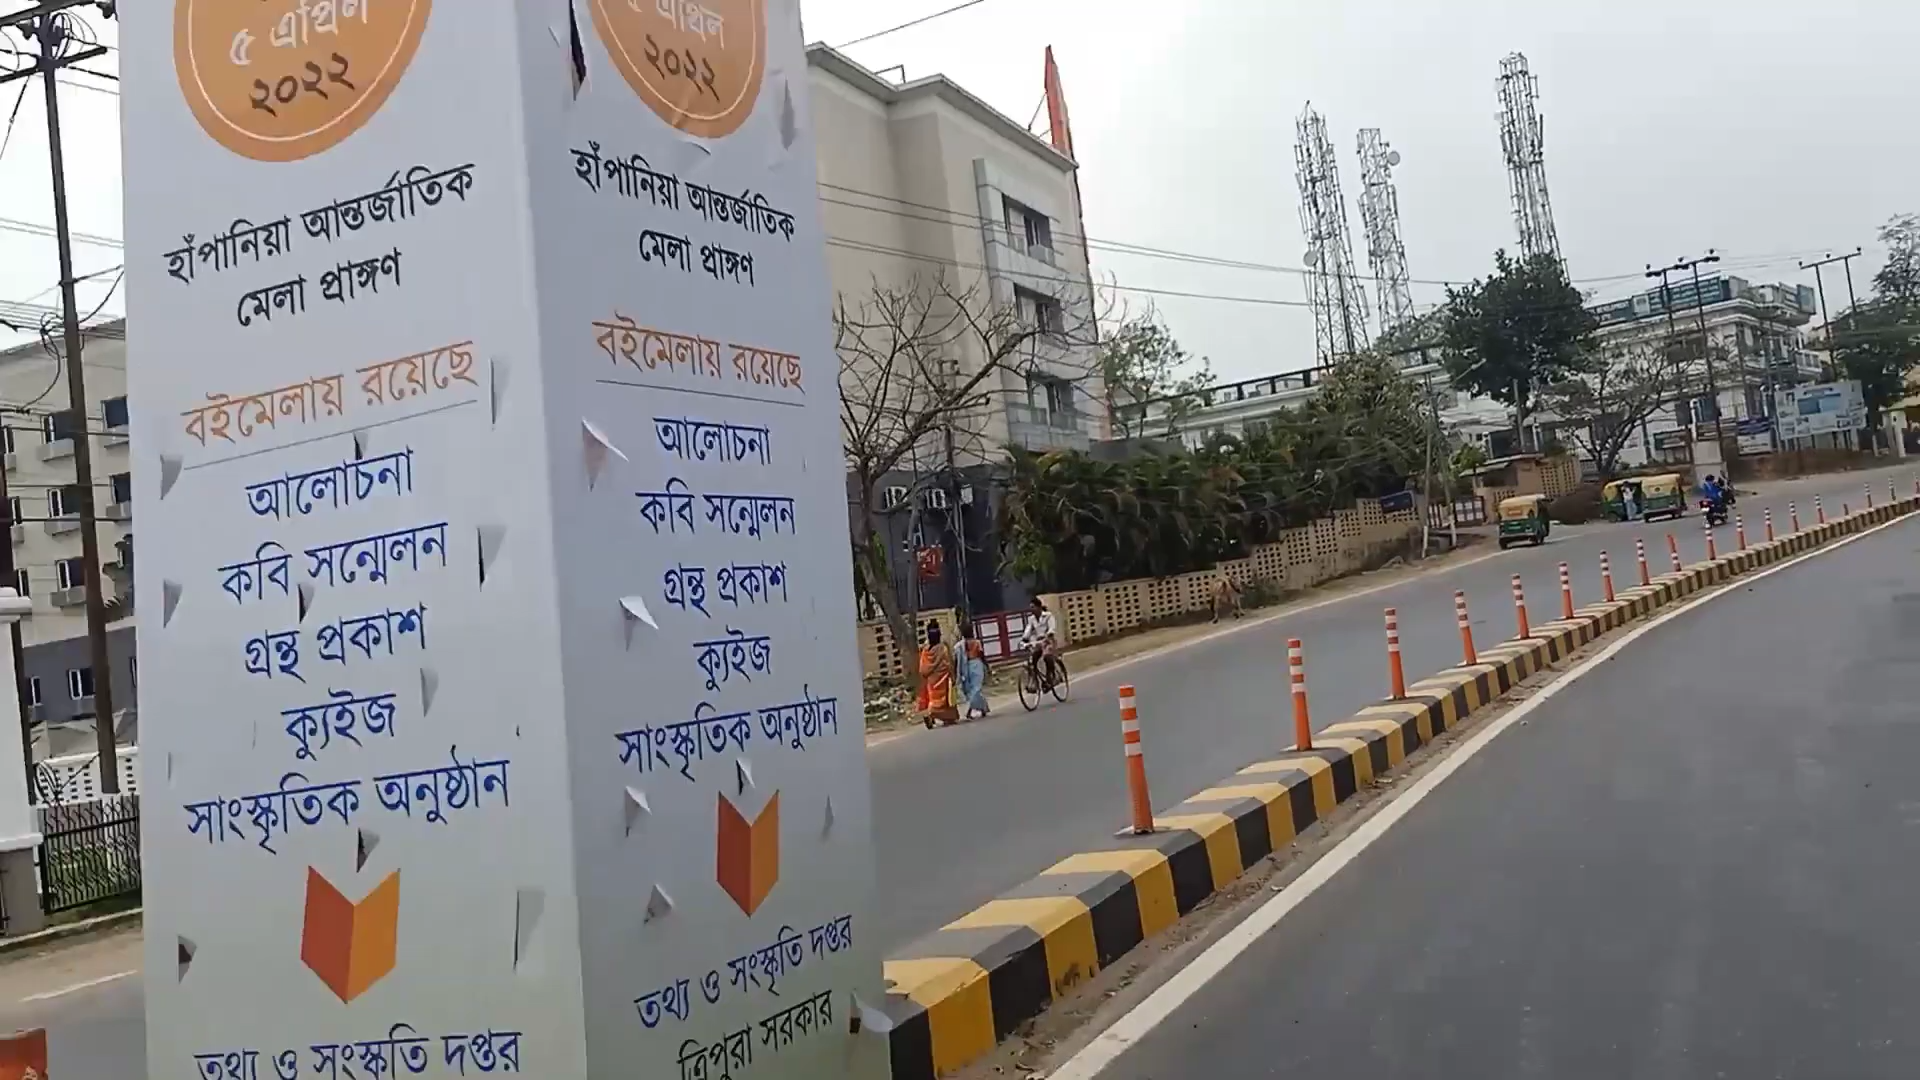 ৫ এপ্রিল
২০২২
হাঁপানিয়া আন্তর্জাতিক
মেলা প্রাঙ্গণ
বইমেলায় রয়েছে
আলোচনা
কবি সন্মেলন
গ্রন্থ প্রকাশ
ক্যুইজ
সাংস্কৃতিক অনুষ্ঠান
তথ্য ও সংস্কৃতি দপ্তর
৫ এপ্রিল
২০২২
হাঁপানিয়া আন্তর্জাতিক
মেলা প্রাঙ্গণ
বইমেলায় রয়েছে
আলোচনা
কবি সন্মেলন
গ্রন্থ প্রকাশ
ক্যুইজ
সাংস্কৃতিক অনুষ্ঠান
তথ্য ও সংস্কৃতি দপ্তর
ত্রিপুরা সরকার